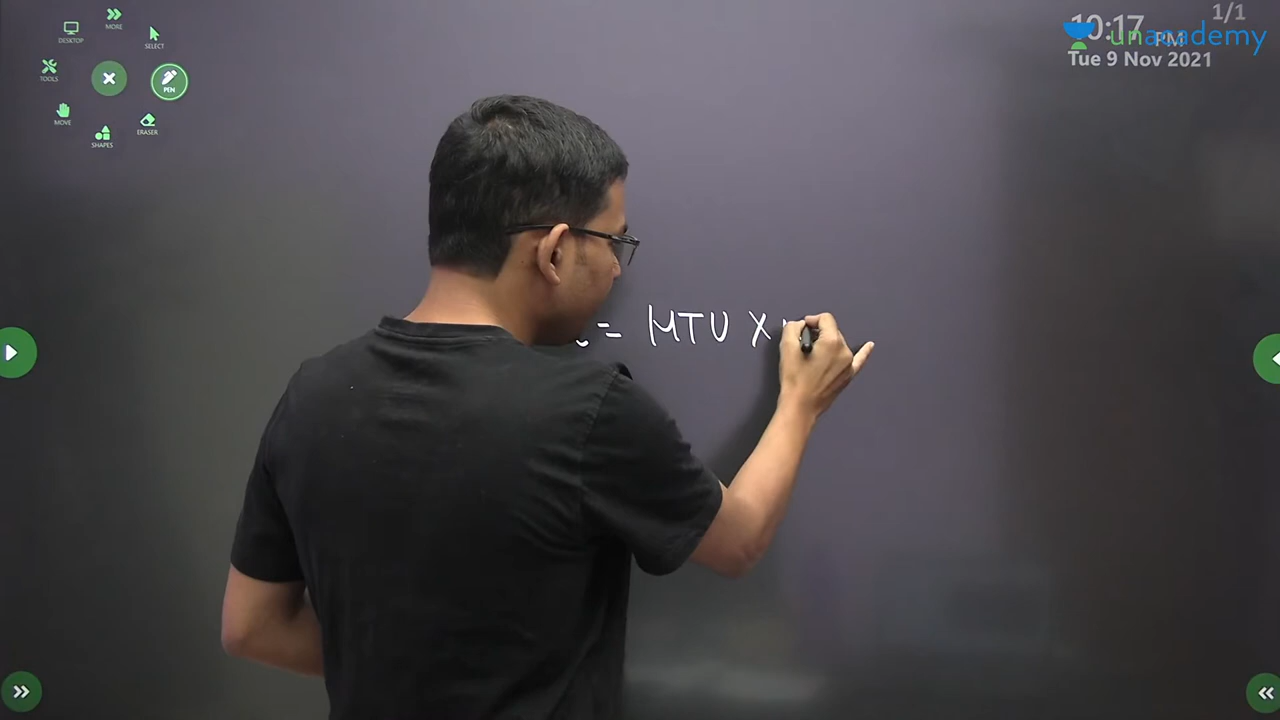 MORE
DESKTOP
SELECT
TOOLS
PEN
MOVE
ERASER
SHAPES
1/1
10:17 PM
unacademy
Tue 9 Nov 2021
= MTU X